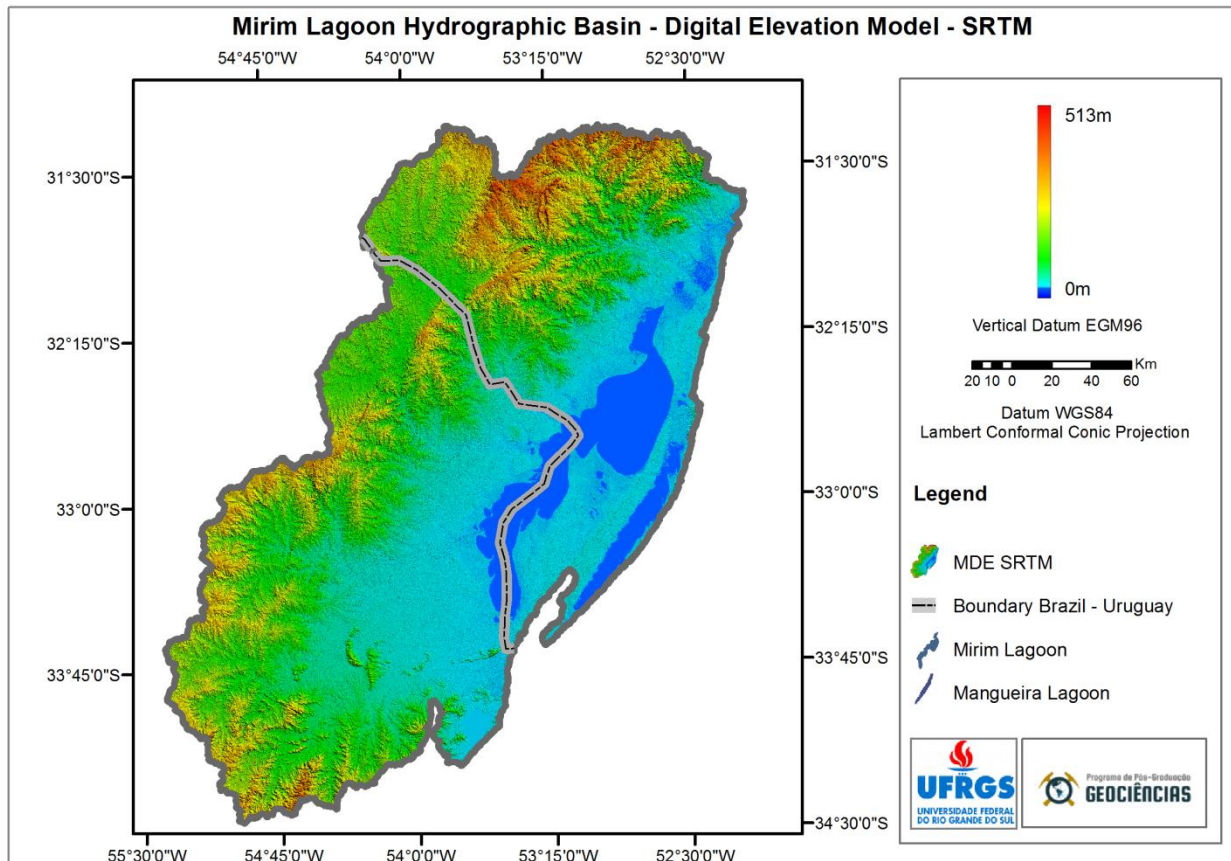 Mirim Lagoon Hydrographic Basin - Digital Elevation Model - SRTM
54°45'0"W 54°0'0"W 53°15'0"W 52°30'0"W
31°30'0"S
32°15'0"S
33°0'0"S
33°45'0"S
31°30'0"S
32°15'0"S
33°0'0"S
33°45'0"S
34°30'0"S
55°30'0"W 54°45'0"W 54°0'0"W 53°15'0"W 52°30'0"W
513m
0m
Vertical Datum EGM96
Km
20 10 0 20 40 60
Datum WGS84
Lambert Conformal Conic Projection
Legend
MDE SRTM
Boundary Brazil - Uruguay
Mirim Lagoon
Mangueira Lagoon
UFRGS
UNIVERSIDADE FEDERAL
DO RIO GRANDE DO SUL
Programa de Pós-Graduação
GEOCIÊNCIAS